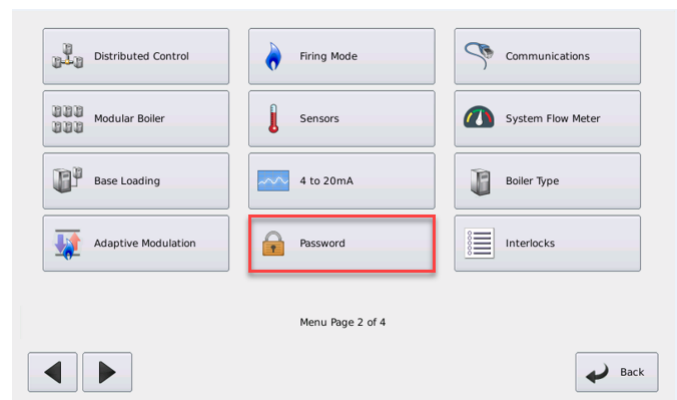 Distributed Control
Firing Mode
Communications
Modular Boiler
Sensors
System Flow Meter
Base Loading
4 to 20mA
Boiler Type
Adaptive Modulation
Password
Interlocks
Menu Page 2 of 4
Back